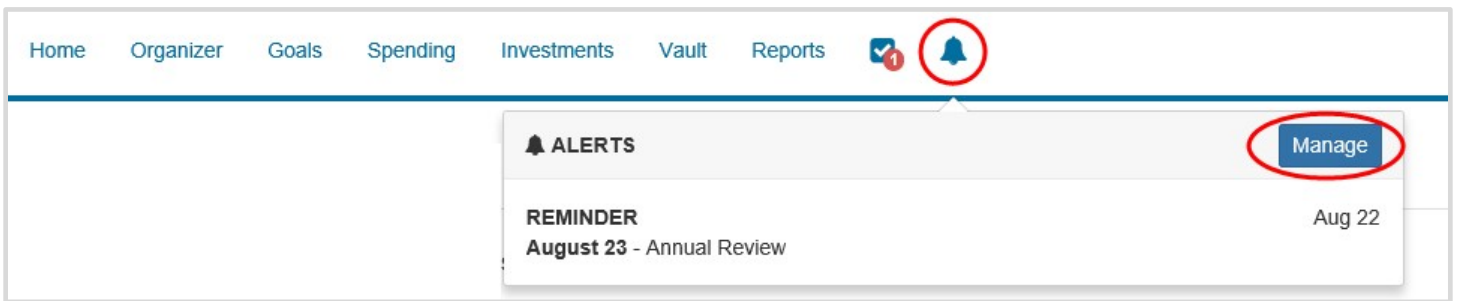 Home Organizer Goals Spending Investments Vault Reports 1
ALERTS Manage
REMINDER Aug 22
August 23 - Annual Review